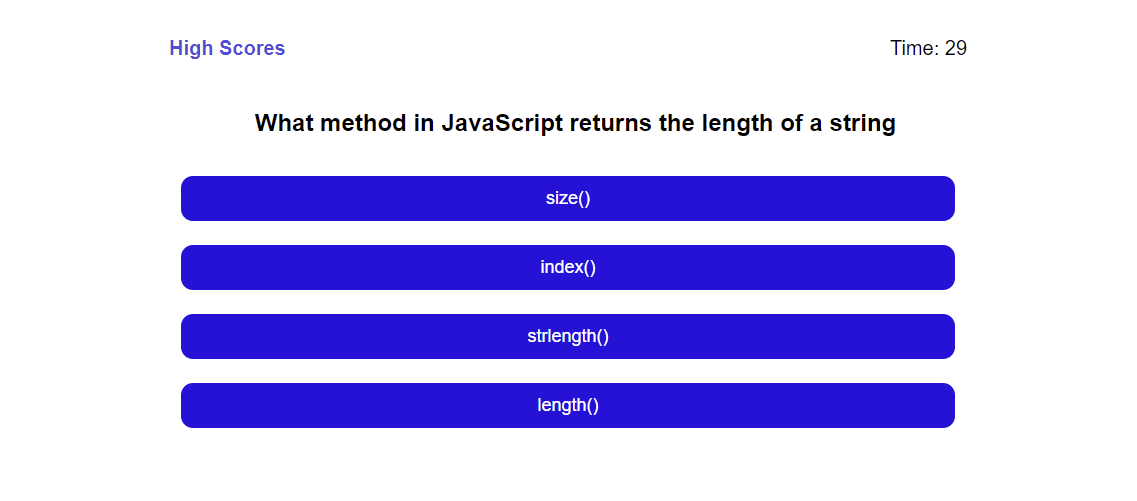 High Scores
Time: 29
What method in JavaScript returns the length of a string
size()
index()
strlength()
length()